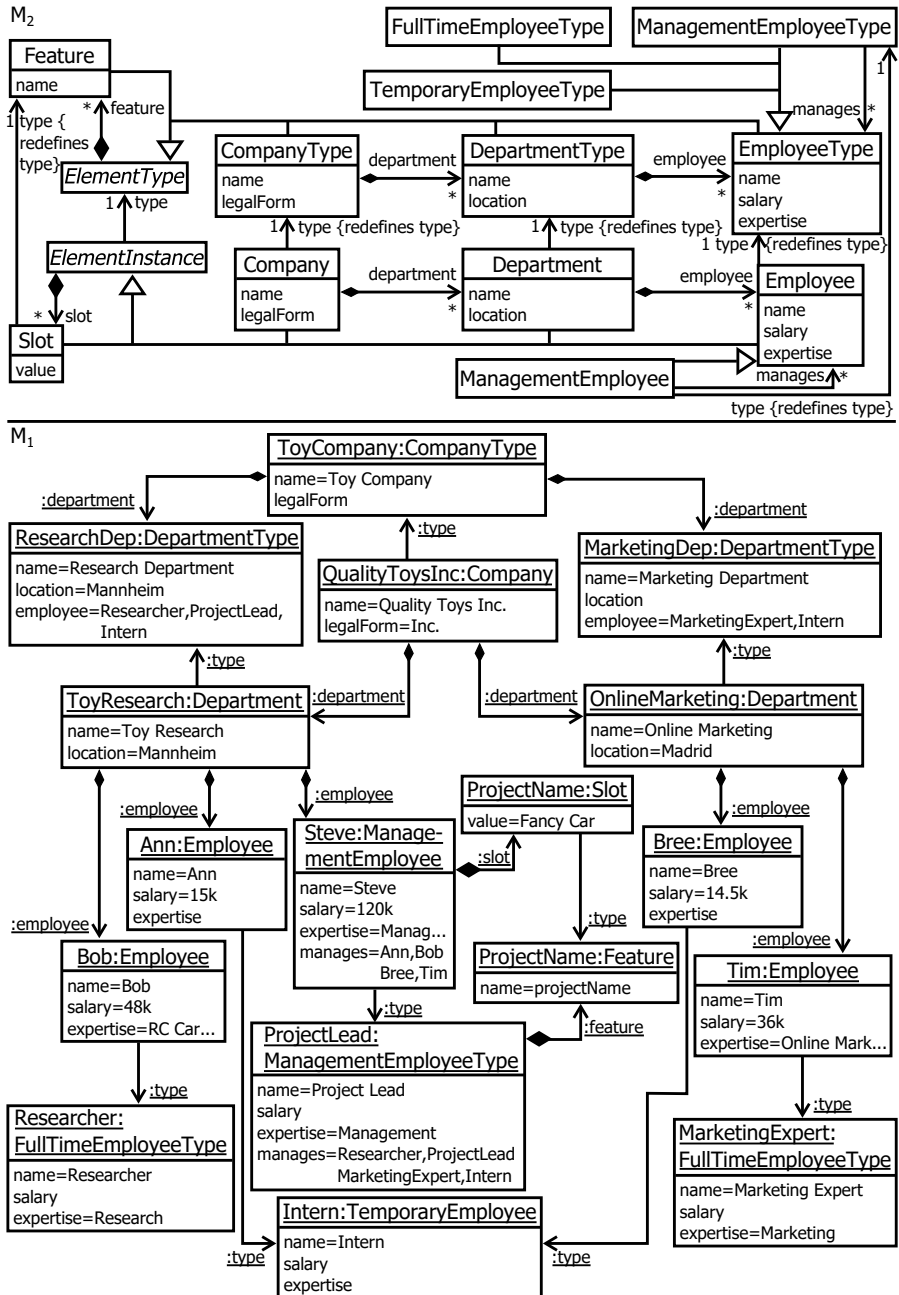 M2
FullTimeEmployeeType
ManagementEmployeeType
Feature
name
TemporaryEmployeeType
1
* feature
manages *
1 type {
redefines
type}
CompanyType
name
legalForm
department
*
DepartmentType
name
location
employee
*
EmployeeType
name
salary
expertise
ElementType
1 type
1 type {redefines type}
1 type {redefines type}
1 type {redefines type}
ElementInstance
Company
name
legalForm
department
*
Department
name
location
employee
*
Employee
name
salary
expertise
* slot
Slot
value
ManagementEmployee
manages *
type {redefines type}
M1
ToyCompany:CompanyType
name=Toy Company
legalForm
:department
:department
:type
ResearchDep:DepartmentType
name=Research Department
location=Mannheim
employee=Researcher,ProjectLead,
Intern
QualityToysInc:Company
name=Quality Toys Inc.
legalForm=Inc.
MarketingDep:DepartmentType
name=Marketing Department
location
employee=MarketingExpert,Intern
:type
:type
ToyResearch:Department
name=Toy Research
location=Mannheim
:department
:department
OnlineMarketing:Department
name=Online Marketing
location=Madrid
:employee
:employee
Ann:Employee
name=Ann
salary=15k
expertise
Steve:Manage-
mentEmployee
name=Steve
salary=120k
expertise=Manag...
manages=Ann,Bob
Bree,Tim
:slot
ProjectName:Slot
value=Fancy Car
:employee
Bree:Employee
name=Bree
salary=14.5k
expertise
:employee
:type
:employee
Bob:Employee
name=Bob
salary=48k
expertise=RC Car...
ProjectName:Feature
name=projectName
Tim:Employee
name=Tim
salary=36k
expertise=Online Mark...
:type
:feature
:type
ProjectLead:
ManagementEmployeeType
name=Project Lead
salary
expertise=Management
manages=Researcher,ProjectLead
MarketingExpert,Intern
:type
Researcher:
FullTimeEmployeeType
name=Researcher
salary
expertise=Research
MarketingExpert:
FullTimeEmployeeType
name=Marketing Expert
salary
expertise=Marketing
Intern:TemporaryEmployee
name=Intern
salary
expertise
:type
:type